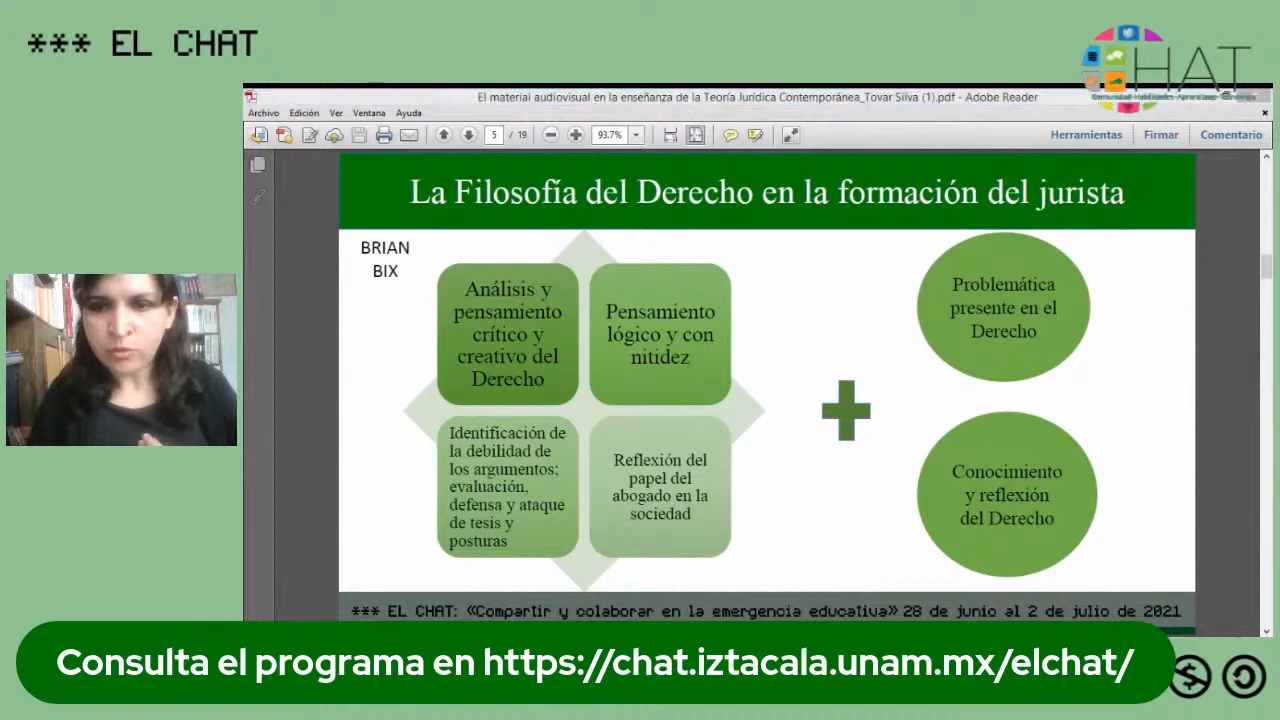 *** EL CHAT
HAT
Comunidad Habilidades Aprendizaje Tecnología
El material audiovisual en la enseñanza de la Teoría Jurídica Contemporánea_Tovar Silva (1).pdf - Adobe Reader
Archivo Edición Ver Ventana Ayuda
5 / 19 93.7% Herramientas Firmar Comentario
La Filosofía del Derecho en la formación del jurista
BRIAN
BIX
Análisis y
pensamiento
crítico y
creativo del
Derecho
Pensamiento
lógico y con
nitidez
Identificación de
la debilidad de
los argumentos;
evaluación,
defensa y ataque
de tesis y
posturas
Reflexión del
papel del
abogado en la
sociedad
Problemática
presente en el
Derecho
Conocimiento
y reflexión
del Derecho
*** EL CHAT: «Compartir y colaborar en la emergencia educativa» 28 de junio al 2 de julio de 2021
Consulta el programa en https://chat.iztacala.unam.mx/elchat/